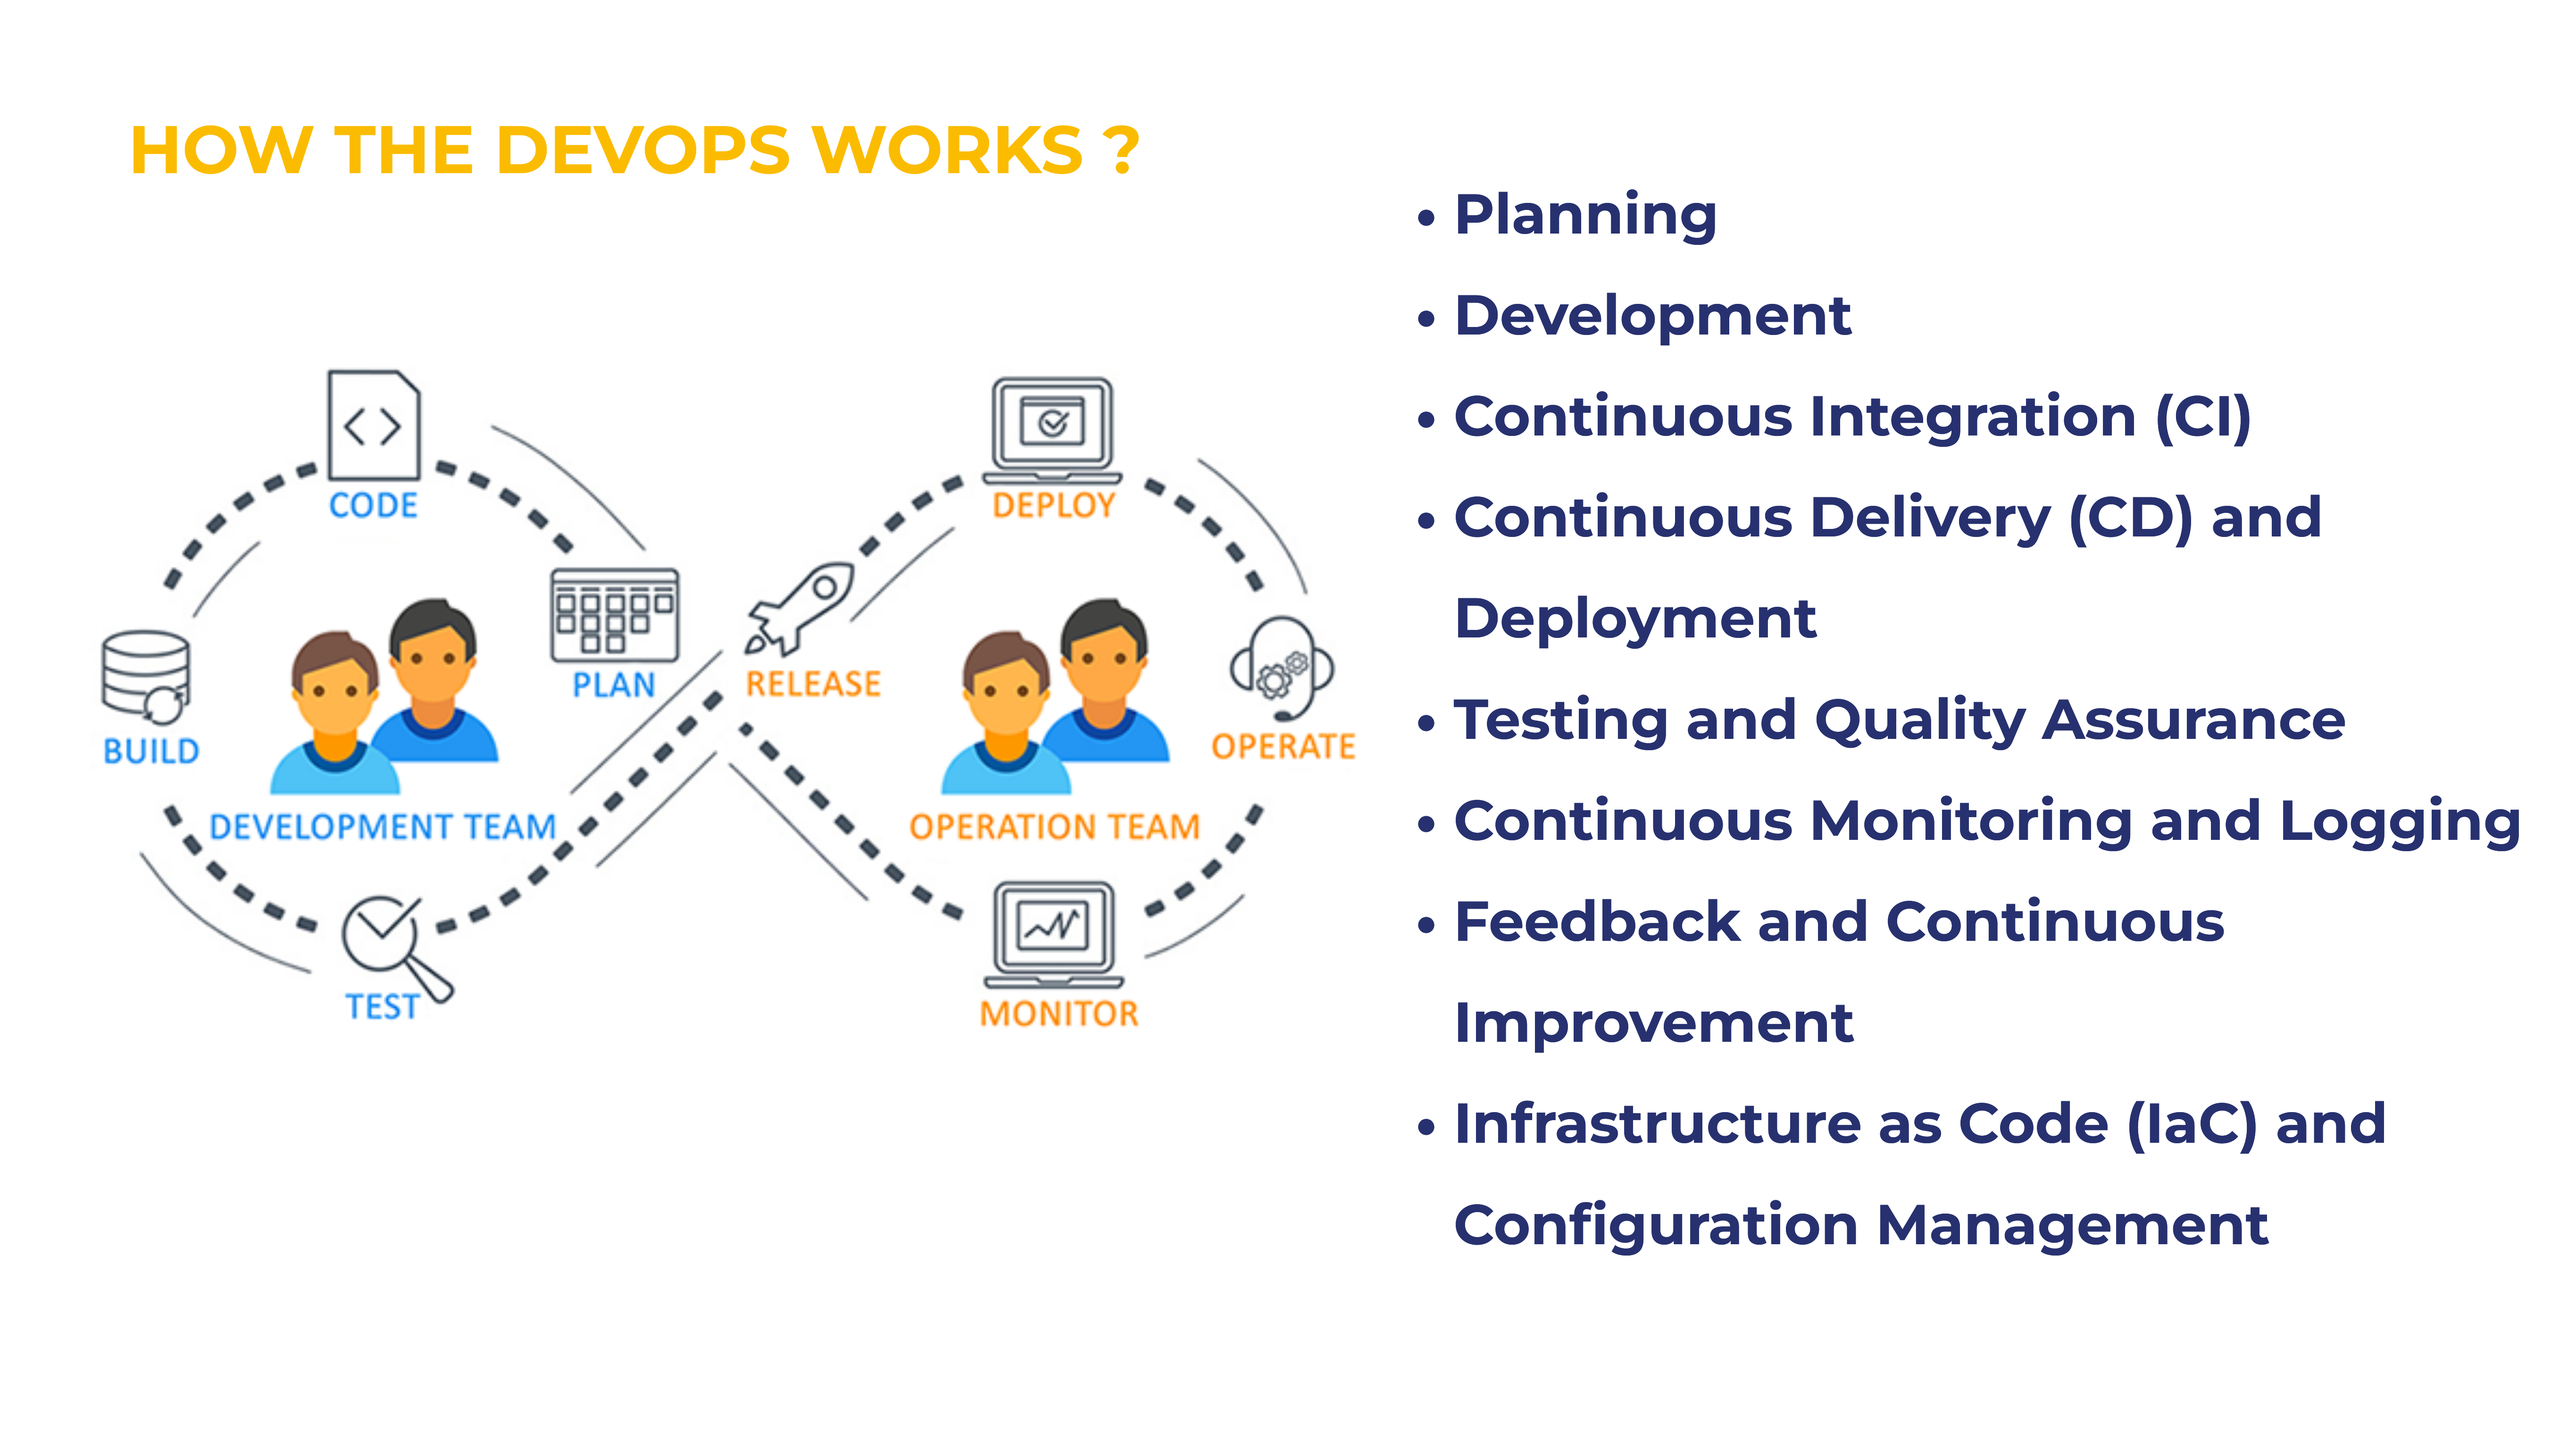 HOW THE DEVOPS WORKS ?
CODE
PLAN
BUILD
DEVELOPMENT TEAM
TEST
RELEASE
DEPLOY
OPERATE
OPERATION TEAM
MONITOR
• Planning
• Development
• Continuous Integration (CI)
• Continuous Delivery (CD) and
Deployment
• Testing and Quality Assurance
• Continuous Monitoring and Logging
• Feedback and Continuous
Improvement
• Infrastructure as Code (IaC) and
Configuration Management